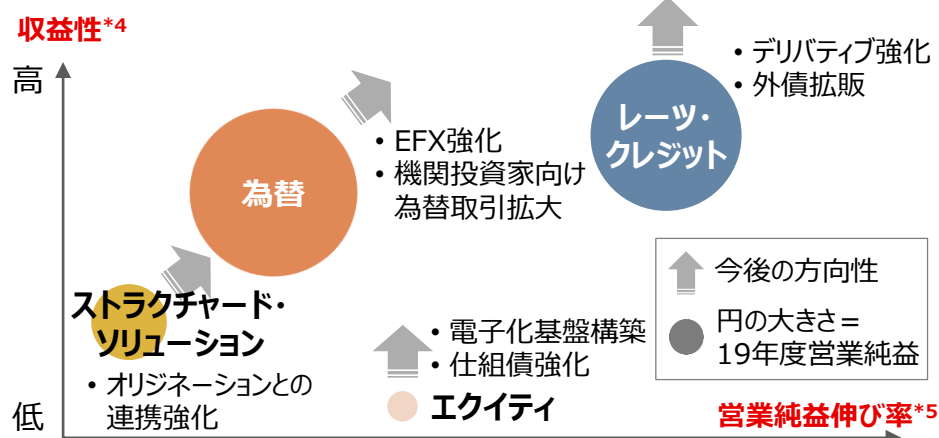 収益性*4
高
為替
• EFX強化
• 機関投資家向け
為替取引拡大
レーツ・
クレジット
• デリバティブ強化
• 外債拡販
ストラクチャード・
ソリューション
• オリジネーションとの
連携強化
• 電子化基盤構築
• 仕組債強化
エクイティ
今後の方向性
円の大きさ＝
19年度営業純益
低
営業純益伸び率*5